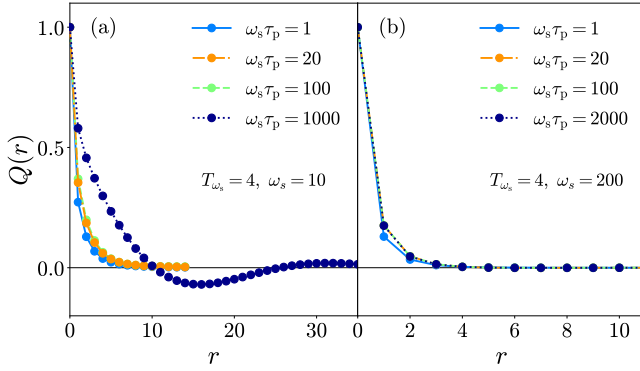 (a)
ω_s τ_p = 1
ω_s τ_p = 20
ω_s τ_p = 100
ω_s τ_p = 1000
T_{ω_s} = 4, ω_s = 10
(b)
ω_s τ_p = 1
ω_s τ_p = 20
ω_s τ_p = 100
ω_s τ_p = 2000
T_{ω_s} = 4, ω_s = 200
Q(r)
1.0
0.5
0.0
0 10 20 30
r
0 2 4 6 8 10
r